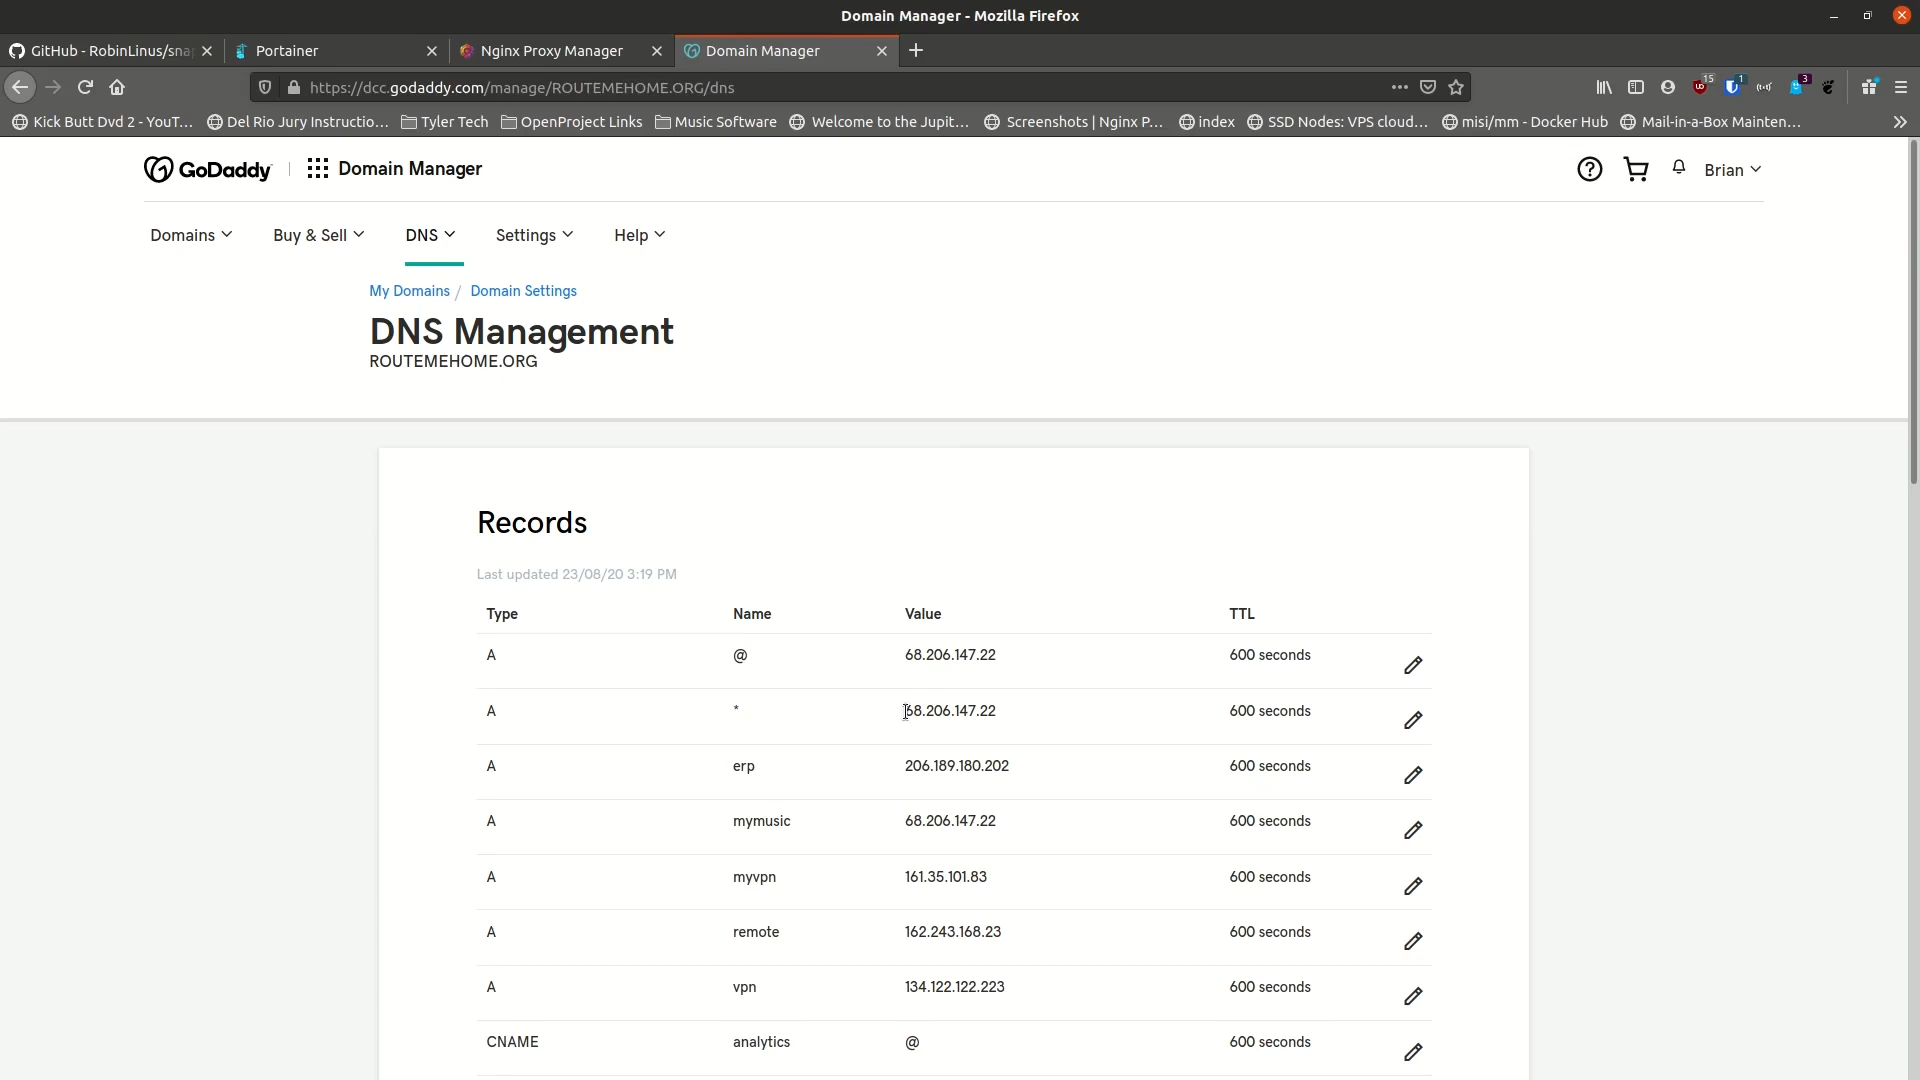 Domain Manager - Mozilla Firefox
GitHub - RobinLinus/sna
Portainer
Nginx Proxy Manager
Domain Manager
https://dcc.godaddy.com/manage/ROUTEMEHOME.ORG/dns
15
1
3
Kick Butt Dvd 2 - YouT...
Del Rio Jury Instructio...
Tyler Tech
OpenProject Links
Music Software
Welcome to the Jupit...
Screenshots | Nginx P...
index
SSD Nodes: VPS cloud...
misi/mm - Docker Hub
Mail-in-a-Box Mainten...
GoDaddy
Domain Manager
Brian
Domains
Buy & Sell
DNS
Settings
Help
My Domains / Domain Settings
DNS Management
ROUTEMEHOME.ORG
Records
Last updated 23/08/20 3:19 PM
Type Name Value TTL
A @ 68.206.147.22 600 seconds
A * 68.206.147.22 600 seconds
A erp 206.189.180.202 600 seconds
A mymusic 68.206.147.22 600 seconds
A myvpn 161.35.101.83 600 seconds
A remote 162.243.168.23 600 seconds
A vpn 134.122.122.223 600 seconds
CNAME analytics @ 600 seconds